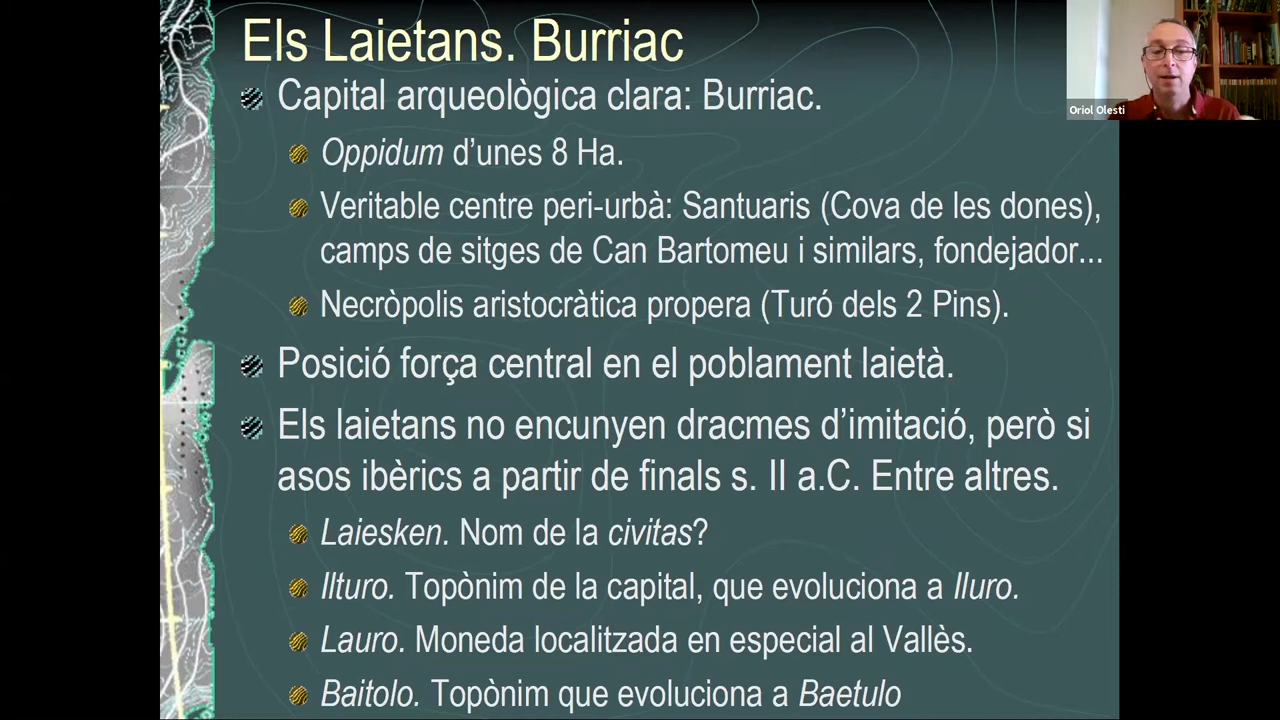 Els Laietans. Burriac
Capital arqueològica clara: Burriac.
Oppidum d'unes 8 Ha.
Veritable centre peri-urbà: Santuaris (Cova de les dones),
camps de sitges de Can Bartomeu i similars, fondejador...
Necròpolis aristocràtica propera (Turó dels 2 Pins).
Posició força central en el poblament laietà.
Els laietans no encunyen dracmes d'imitació, però si
asos ibèrics a partir de finals s. II a.C. Entre altres.
Laiesken. Nom de la civitas?
Ilturo. Topònim de la capital, que evoluciona a Iluro.
Lauro. Moneda localitzada en especial al Vallès.
Baitolo. Topònim que evoluciona a Baetulo
Oriol Olesti